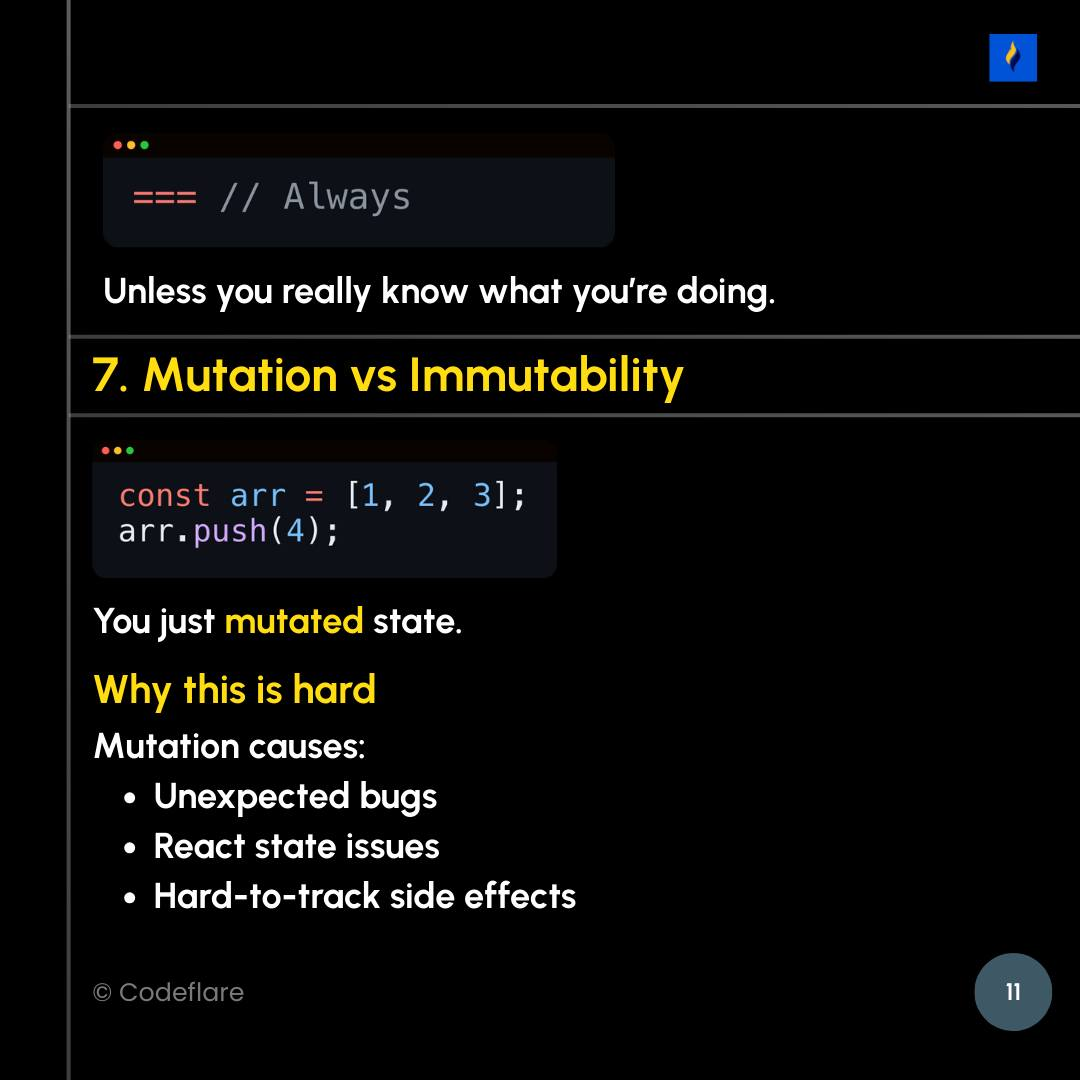 === // Always
Unless you really know what you’re doing.
7. Mutation vs Immutability
const arr = [1, 2, 3];
arr.push(4);
You just mutated state.
Why this is hard
Mutation causes:
• Unexpected bugs
• React state issues
• Hard-to-track side effects
© Codeflare
11